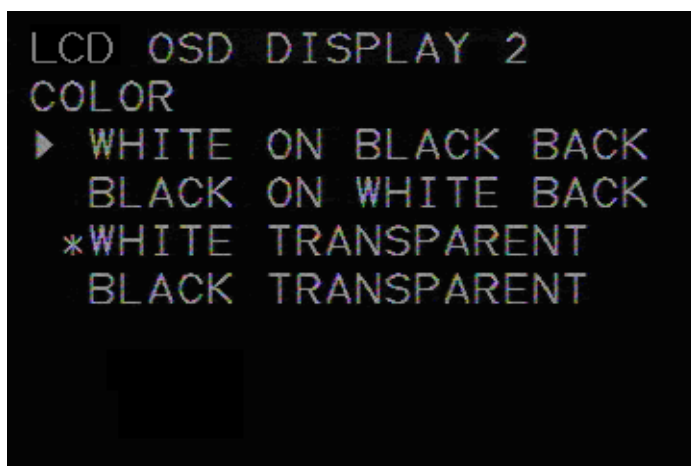 LCD OSD DISPLAY 2
COLOR
▶ WHITE ON BLACK BACK
BLACK ON WHITE BACK
*WHITE TRANSPARENT
BLACK TRANSPARENT